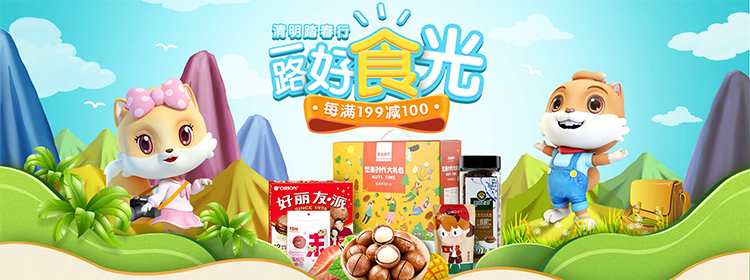 清明踏春行
一路好食光
每满199减100
坚果时代大礼包
NUTS TIME
ORION
好丽友·派
SINCE 1974